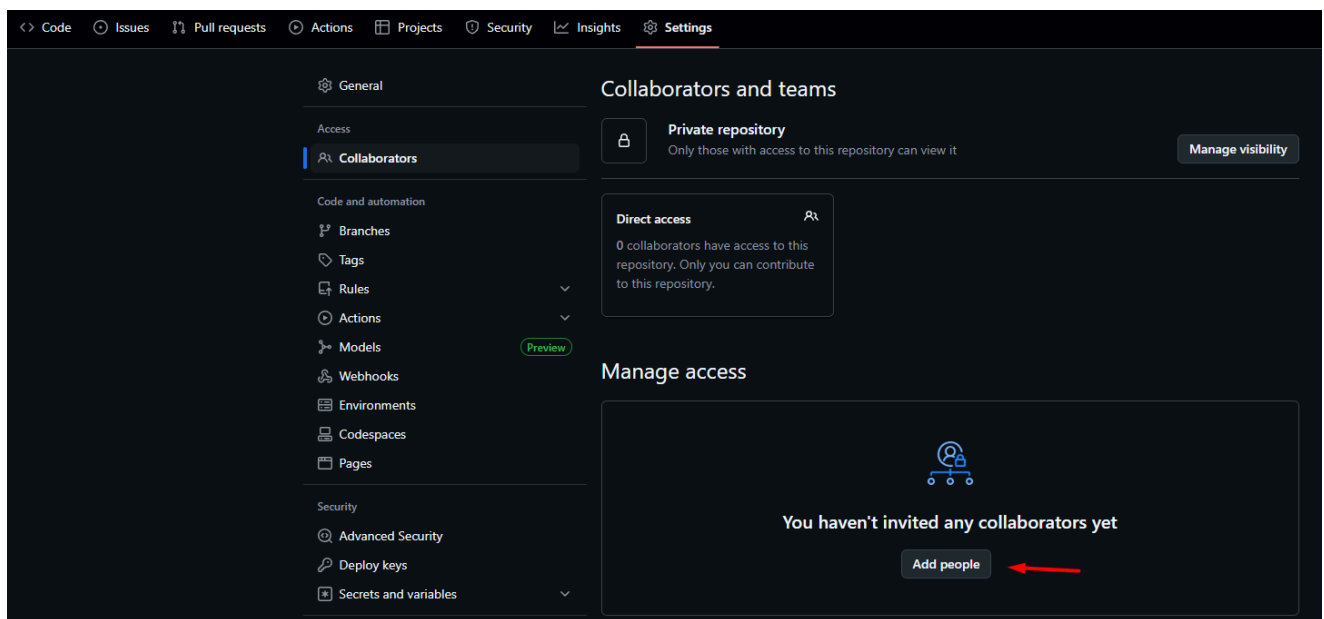 Code Issues Pull requests Actions Projects Security Insights Settings
General
Access
Collaborators
Code and automation
Branches
Tags
Rules
Actions
Models Preview
Webhooks
Environments
Codespaces
Pages
Security
Advanced Security
Deploy keys
Secrets and variables
Collaborators and teams
Private repository
Only those with access to this repository can view it
Manage visibility
Direct access
0 collaborators have access to this
repository. Only you can contribute
to this repository.
Manage access
You haven't invited any collaborators yet
Add people